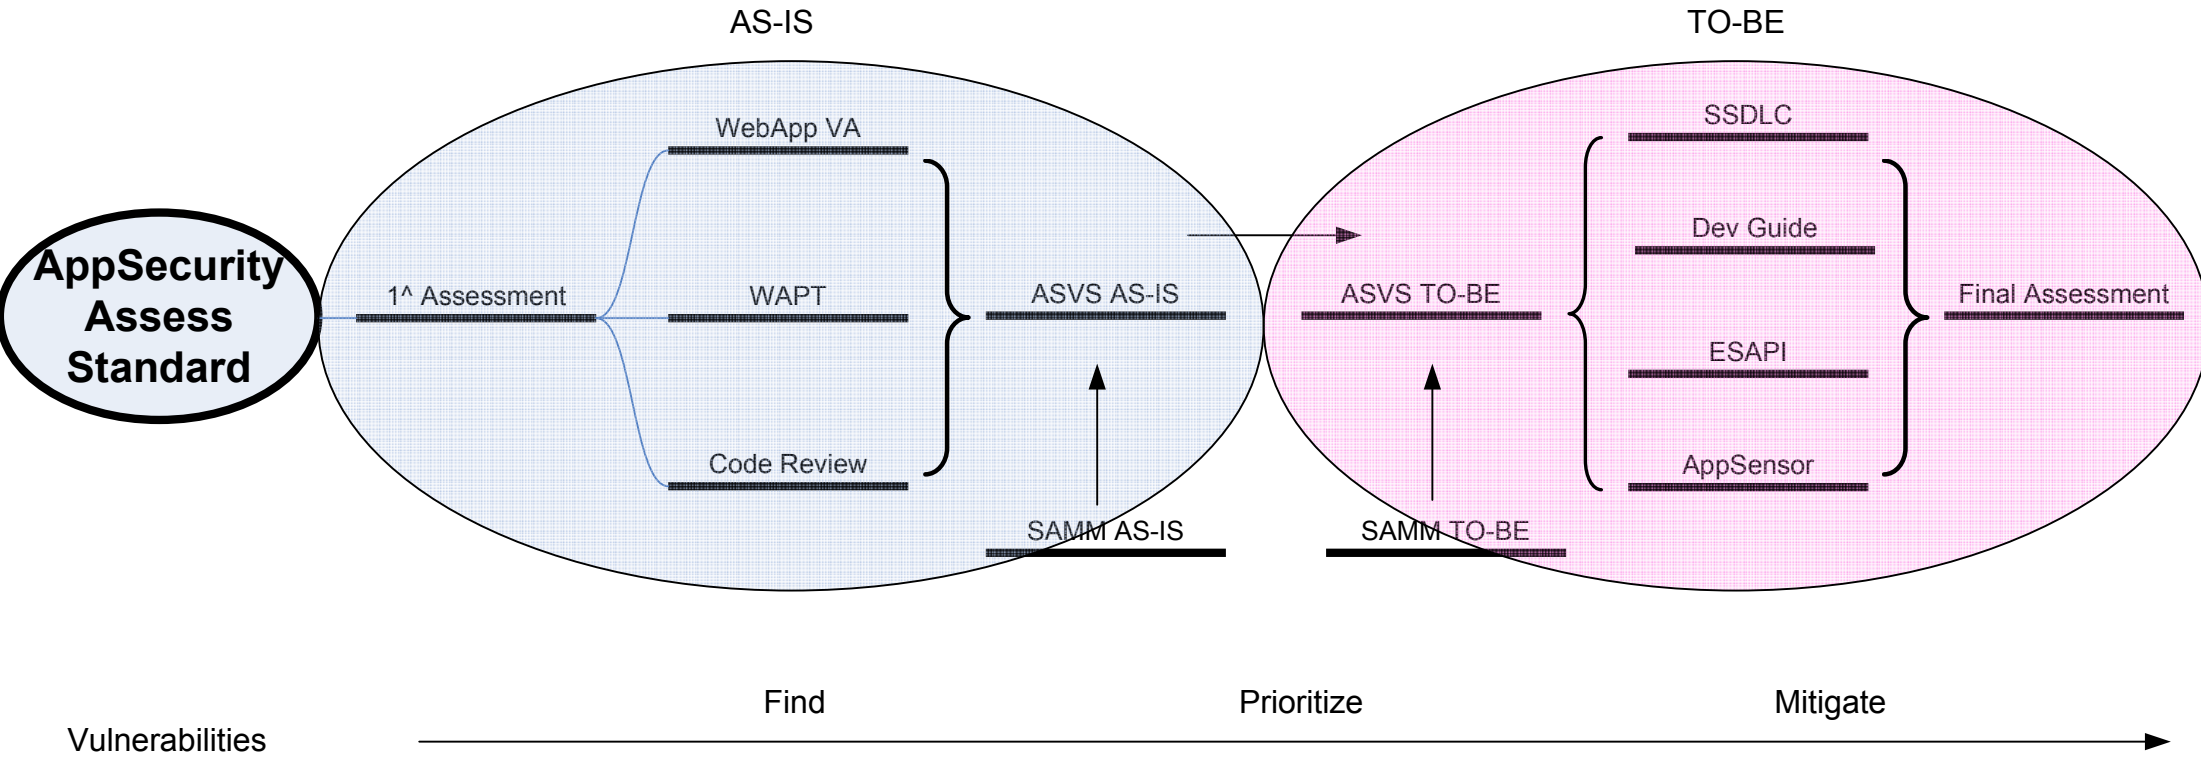 AS-IS
TO-BE
AppSecurity
Assess
Standard
1^ Assessment
WebApp VA
WAPT
Code Review
ASVS AS-IS
SAMM AS-IS
ASVS TO-BE
SAMM TO-BE
SSDLC
Dev Guide
ESAPI
AppSensor
Final Assessment
Find
Prioritize
Mitigate
Vulnerabilities